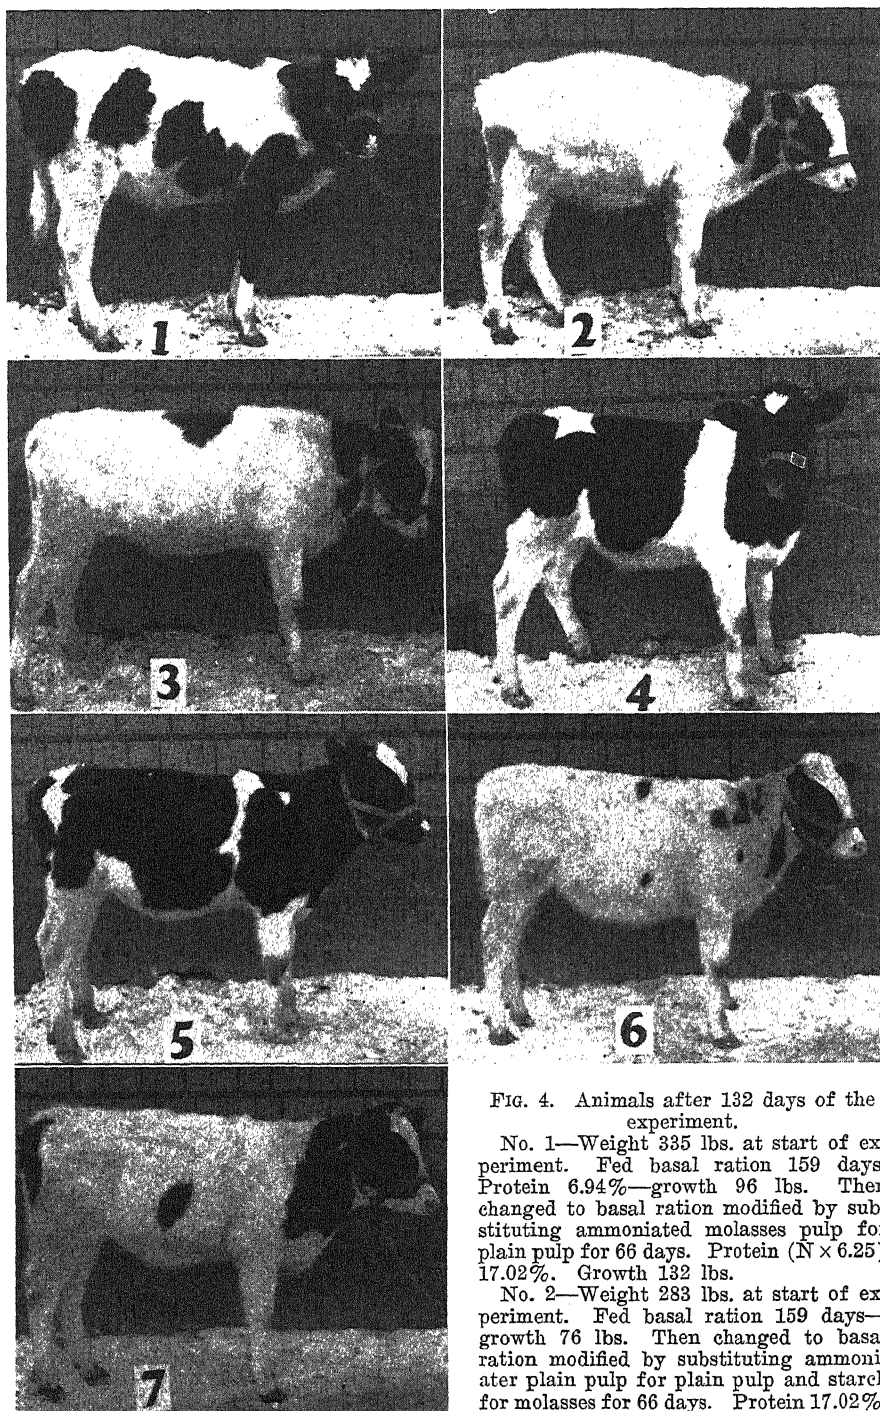 1
2
3
4
5
6
7
FIG. 4. Animals after 132 days of the
experiment.
No. 1—Weight 335 lbs. at start of ex
periment. Fed basal ration 159 days
Protein 6.94%—growth 96 lbs. Then
changed to basal ration modified by sub
stituting ammoniated molasses pulp fo
plain pulp for 66 days. Protein (N × 6.25)
17.02%. Growth 132 lbs.
No. 2—Weight 283 lbs. at start of ex
periment. Fed basal ration 159 days—
growth 76 lbs. Then changed to basa
ration modified by substituting ammoni
ater plain pulp for plain pulp and starch
for molasses for 66 days. Protein 17.02%